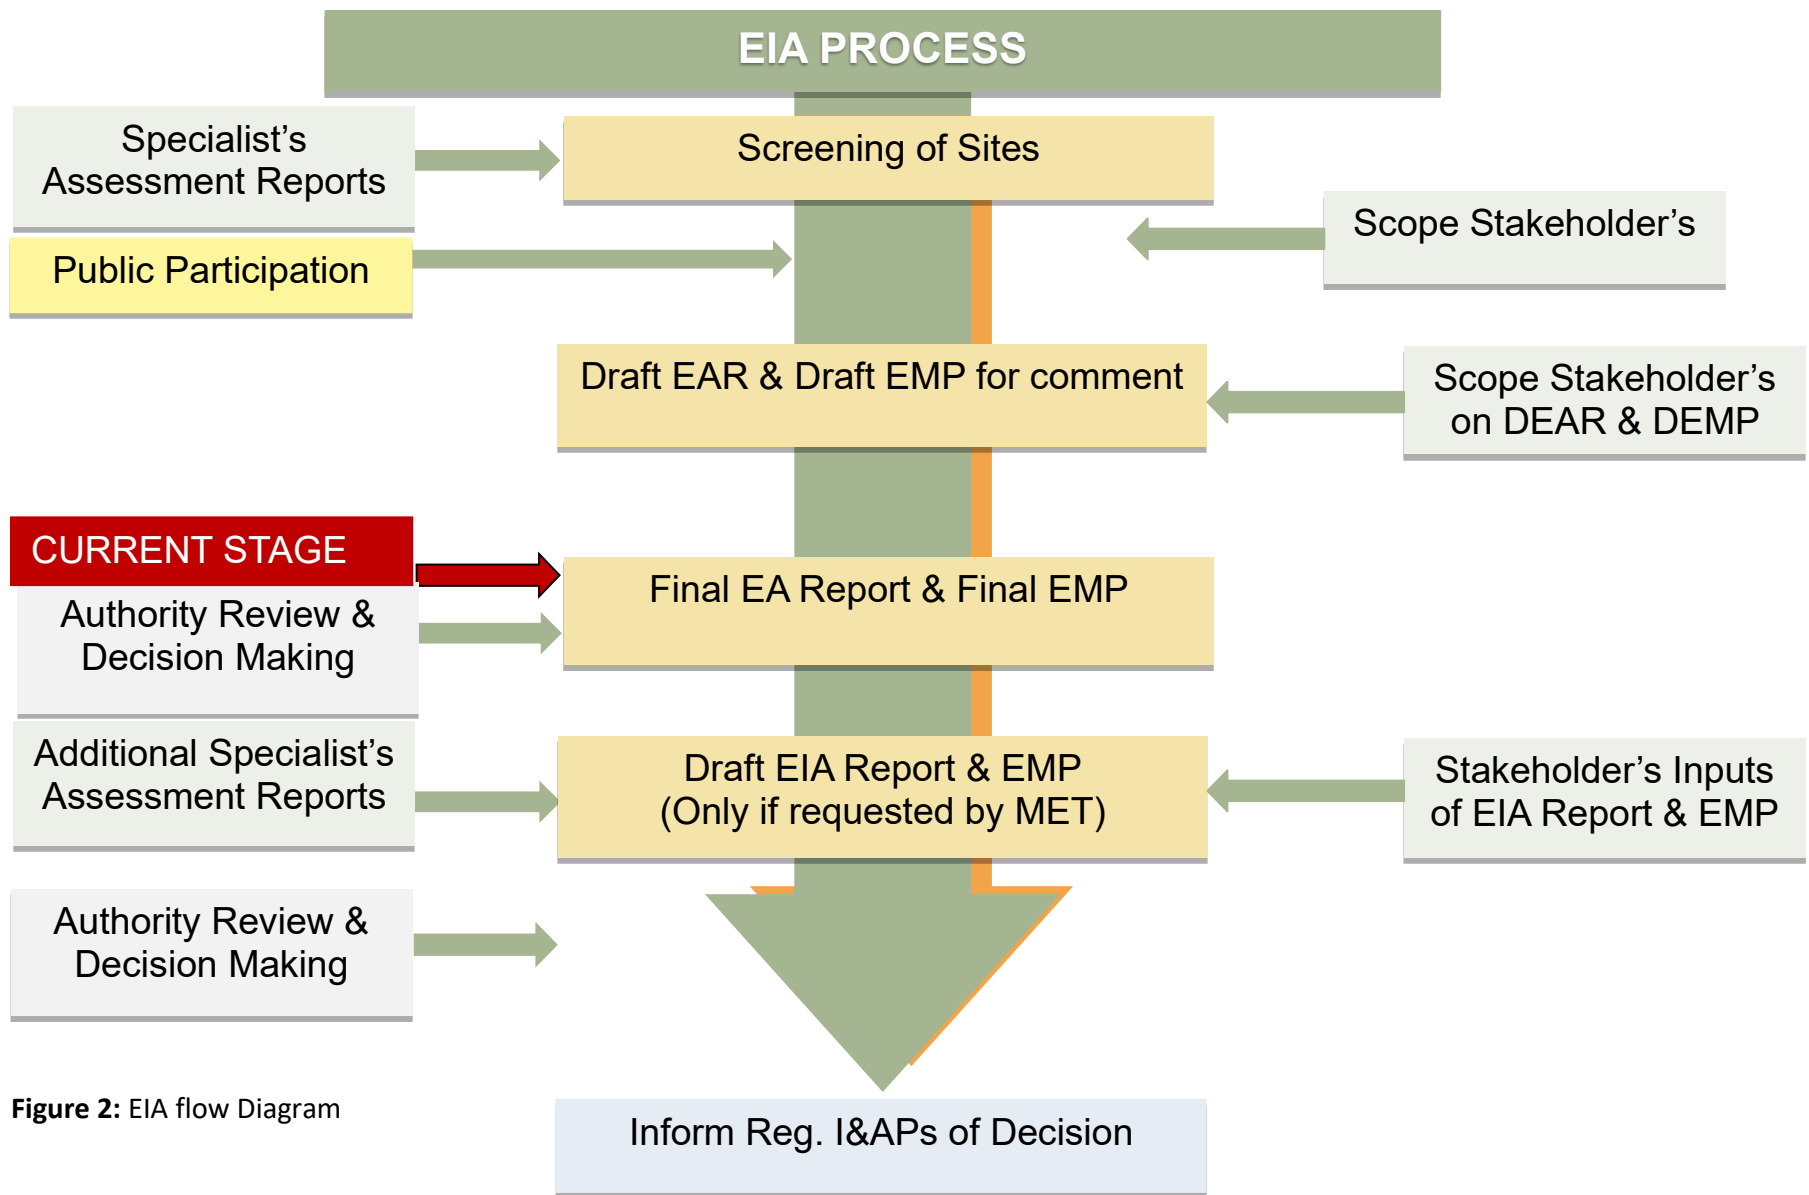 EIA PROCESS
Specialist’s
Assessment Reports
Screening of Sites
Scope Stakeholder’s
Public Participation
Draft EAR & Draft EMP for comment
Scope Stakeholder’s
on DEAR & DEMP
CURRENT STAGE
Final EA Report & Final EMP
Authority Review &
Decision Making
Additional Specialist’s
Assessment Reports
Draft EIA Report & EMP
(Only if requested by MET)
Stakeholder’s Inputs
of EIA Report & EMP
Authority Review &
Decision Making
Figure 2: EIA flow Diagram
Inform Reg. I&APs of Decision